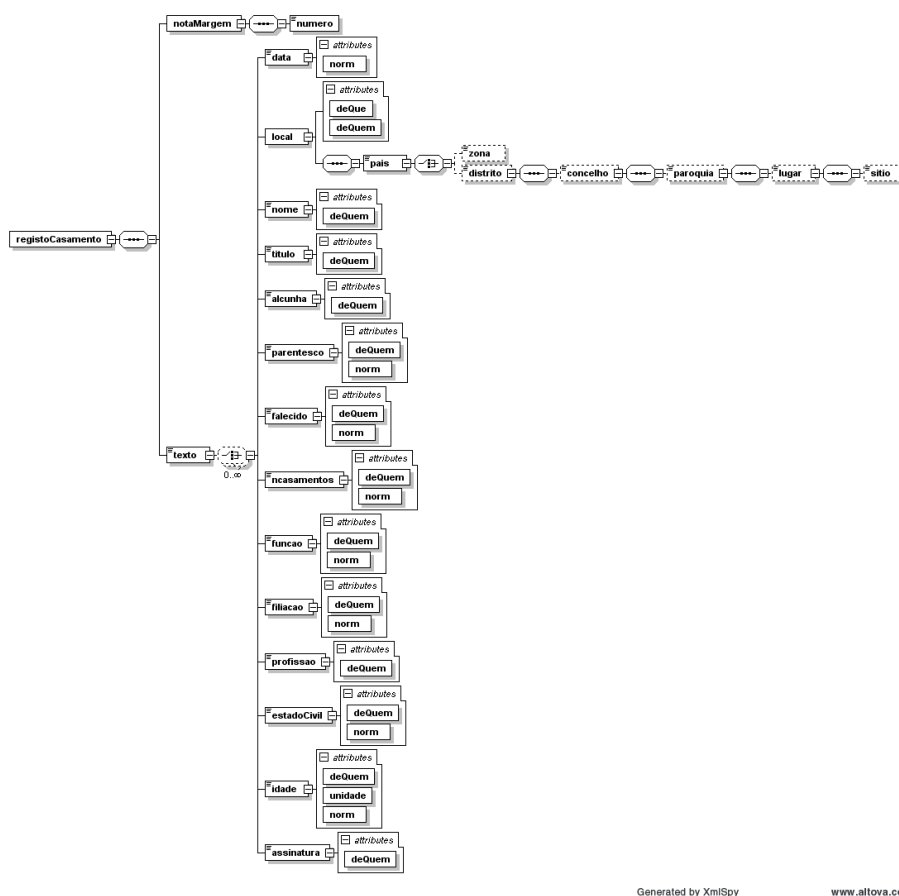 notaMargem numero
attributes
data
norm
attributes
deQue
local
deQuem
pais
zona
distrito concelho paroquia lugar sitio
attributes
nome
deQuem
registoCasamento
attributes
titulo
deQuem
attributes
alcunha
deQuem
attributes
parentesco
deQuem
norm
attributes
falecido
deQuem
norm
texto
0..∞
attributes
ncasamentos
deQuem
norm
attributes
funcao
deQuem
norm
attributes
filiacao
deQuem
norm
attributes
profissao
deQuem
attributes
estadoCivil
deQuem
norm
attributes
deQuem
idade
unidade
norm
attributes
assinatura
deQuem
Generated by XmlSpy www.altova.co